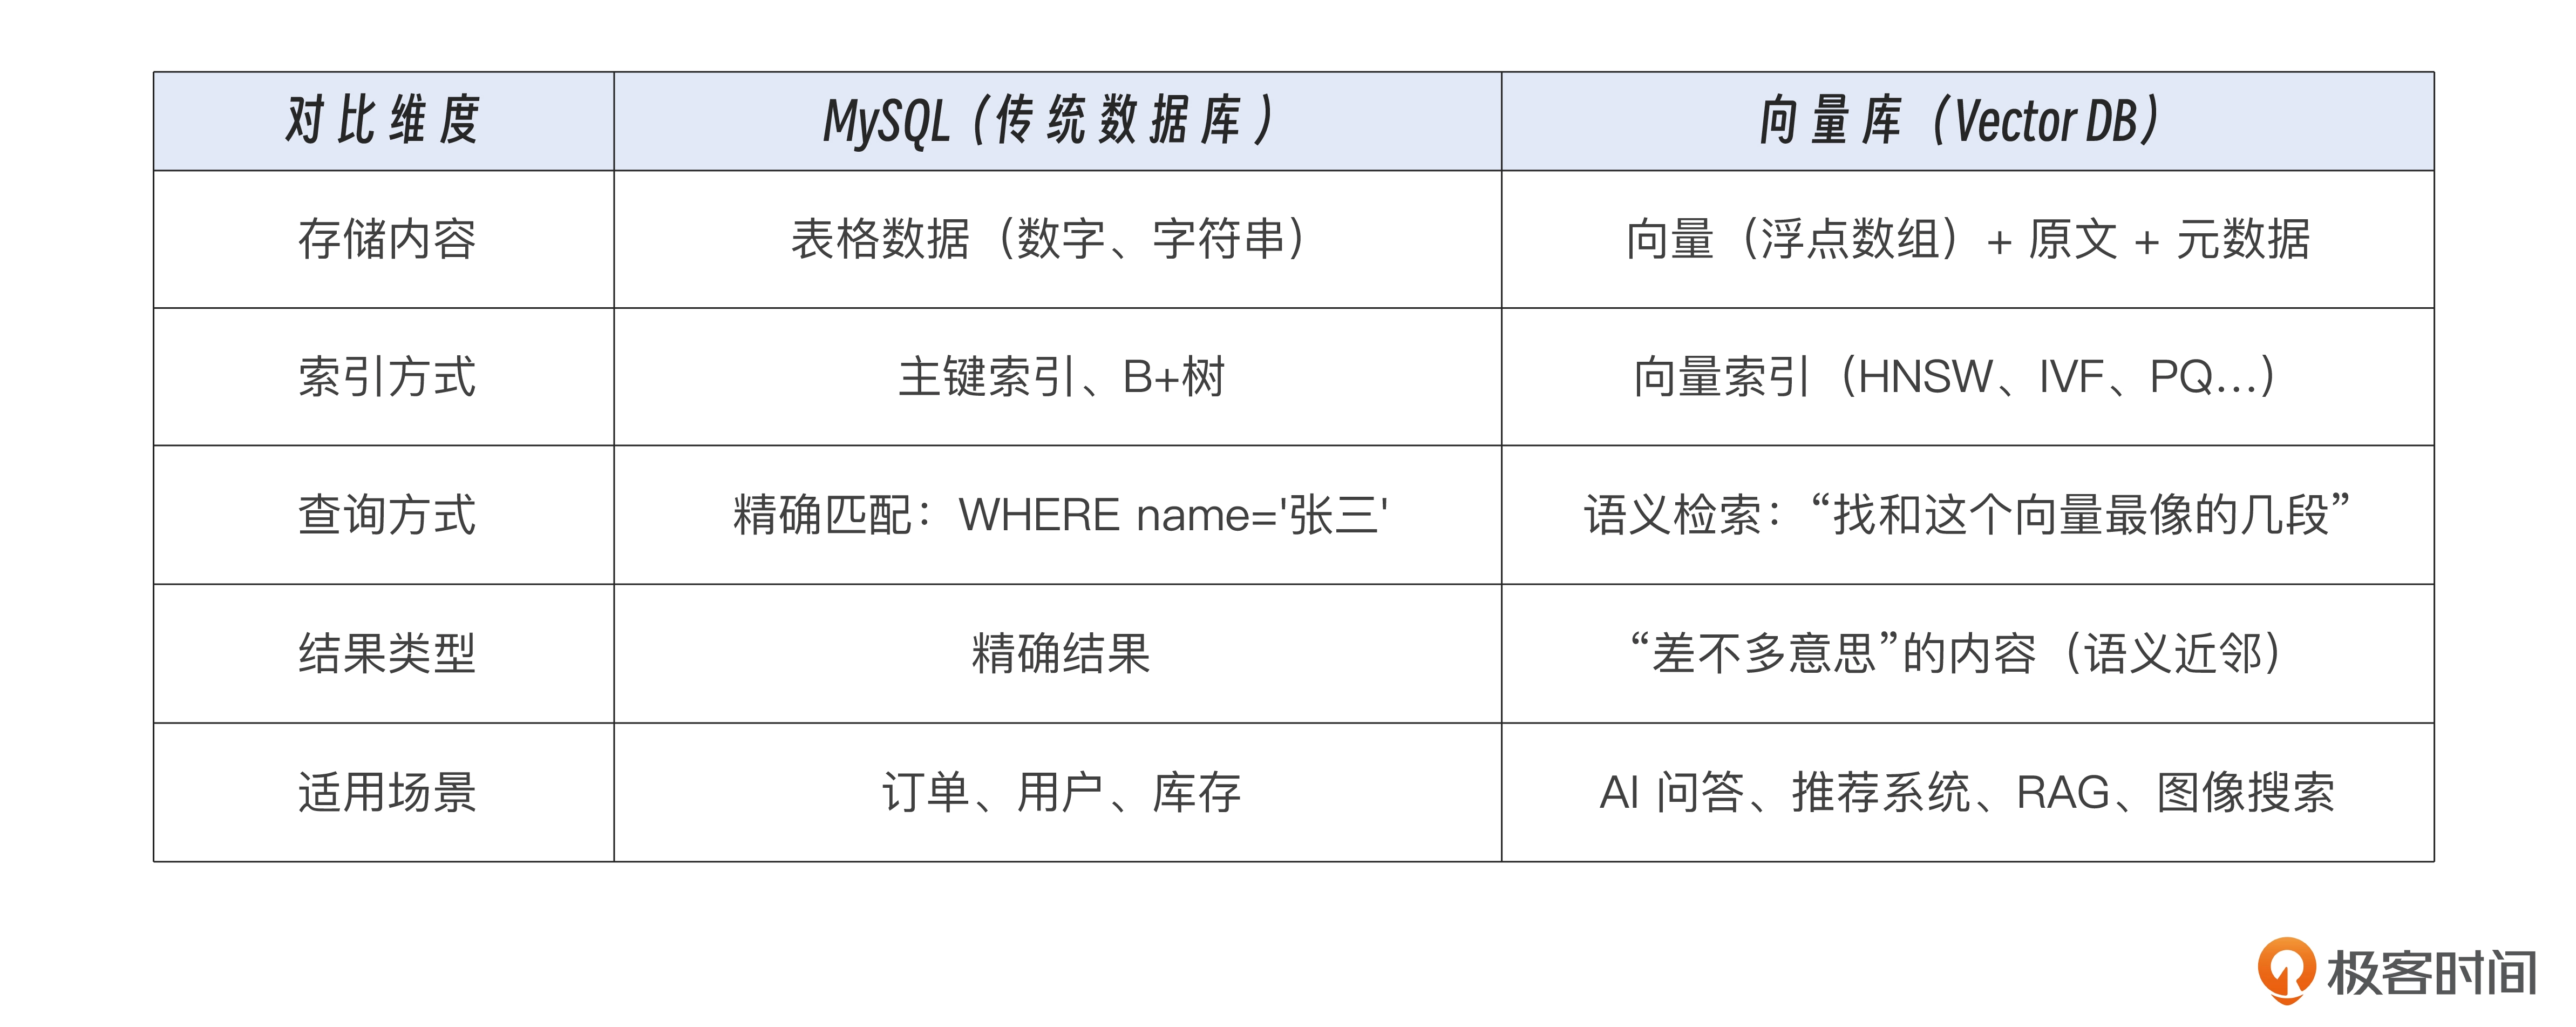 对比维度
MySQL（传统数据库）
向量库（Vector DB）
存储内容
表格数据（数字、字符串）
向量（浮点数组）+ 原文 + 元数据
索引方式
主键索引、B+树
向量索引（HNSW、IVF、PQ…）
查询方式
精确匹配：WHERE name='张三'
语义检索：“找和这个向量最像的几段”
结果类型
精确结果
“差不多意思”的内容（语义近邻）
适用场景
订单、用户、库存
AI 问答、推荐系统、RAG、图像搜索
极客时间